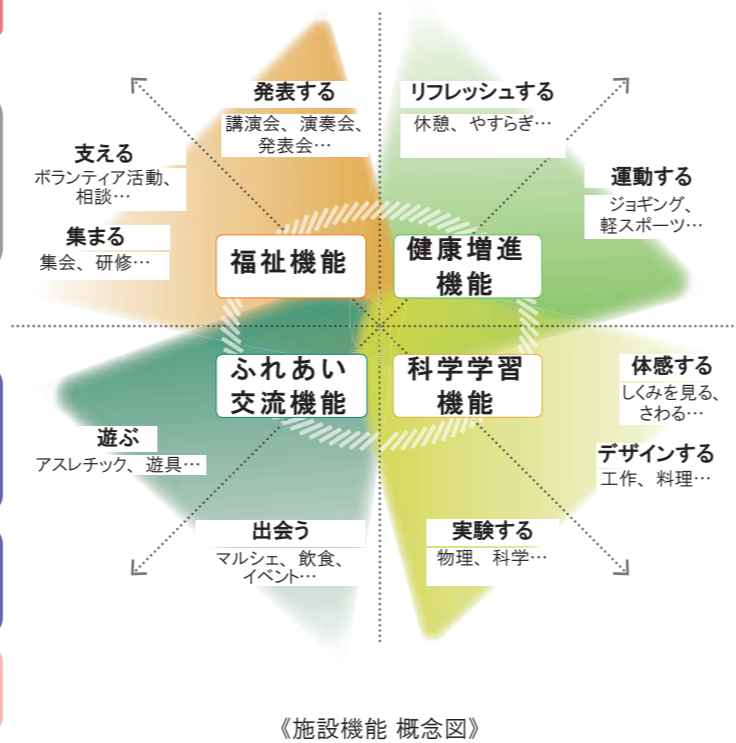 発表する
講演会、演奏会、
発表会…
支える
ボランティア活動、
相談…
集まる
集会、研修…
福祉機能
リフレッシュする
休憩、やすらぎ…
運動する
ジョギング、
軽スポーツ…
健康増進
機能
ふれあい
交流機能
遊ぶ
アスレチック、遊具…
出会う
マルシェ、飲食、
イベント…
科学学習
機能
体感する
しくみを見る、
さわる…
デザインする
工作、料理…
実験する
物理、科学…
《施設機能 概念図》